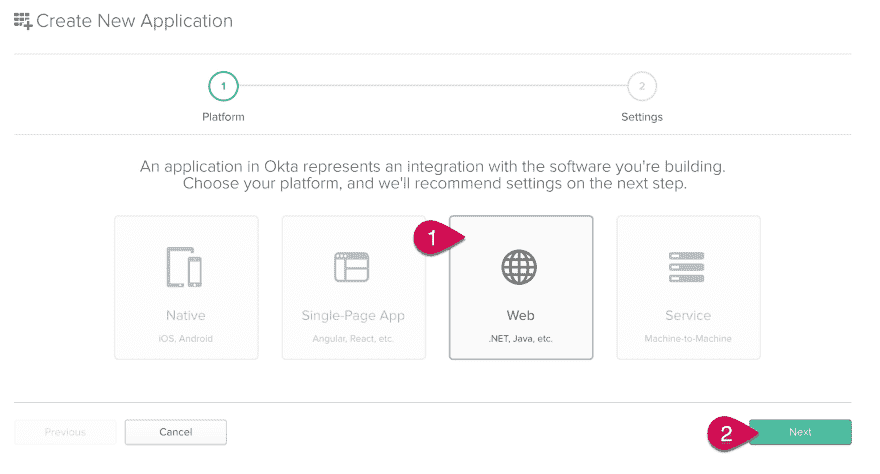 Create New Application
1
2
Platform
Settings
An application in Okta represents an integration with the software you're building.
Choose your platform, and we'll recommend settings on the next step.
1
Native
Single-Page App
Web
Service
iOS, Android
Angular, React, etc.
.NET, Java, etc.
Machine-to-Machine
Previous
Cancel
2
Next